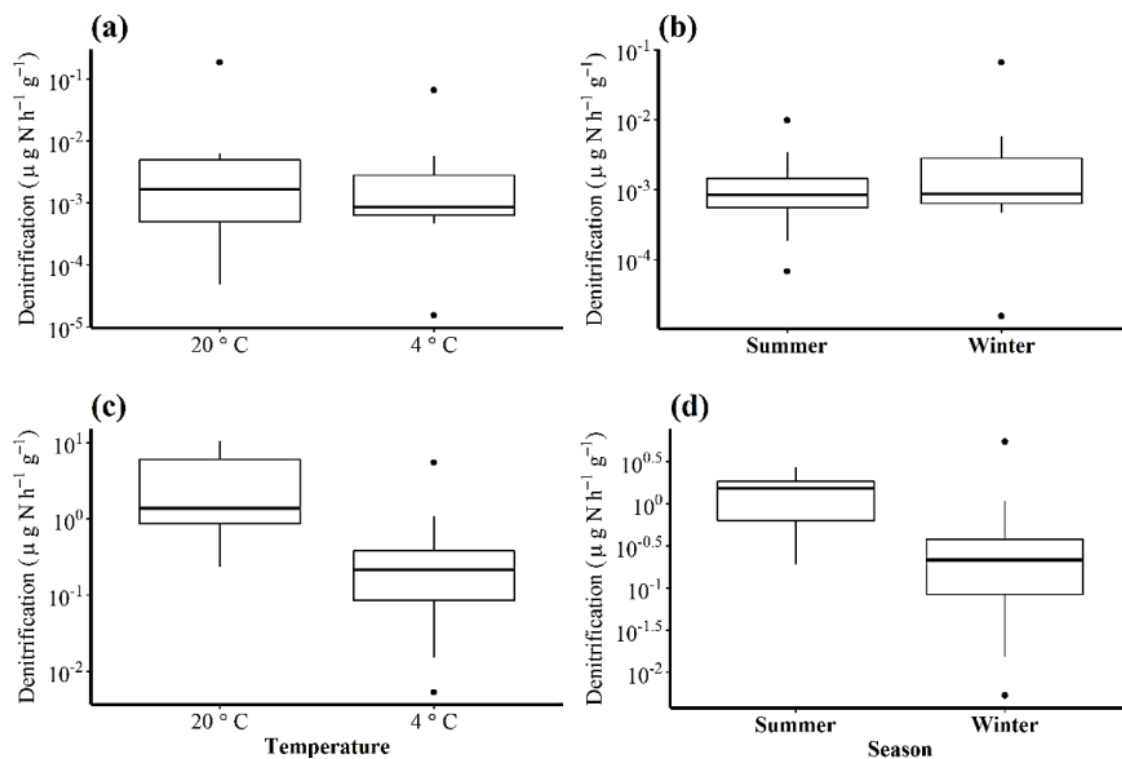 (a)
Denitrification (μ g N h⁻¹ g⁻¹)
10⁻¹
10⁻²
10⁻³
10⁻⁴
10⁻⁵
20 ° C
4 ° C
(b)
Denitrification (μ g N h⁻¹ g⁻¹)
10⁻¹
10⁻²
10⁻³
10⁻⁴
Summer
Winter
(c)
Denitrification (μ g N h⁻¹ g⁻¹)
10¹
10⁰
10⁻¹
10⁻²
20 ° C
4 ° C
Temperature
(d)
Denitrification (μ g N h⁻¹ g⁻¹)
10⁰·⁵
10⁰
10⁻⁰·⁵
10⁻¹
10⁻¹·⁵
10⁻²
Summer
Winter
Season